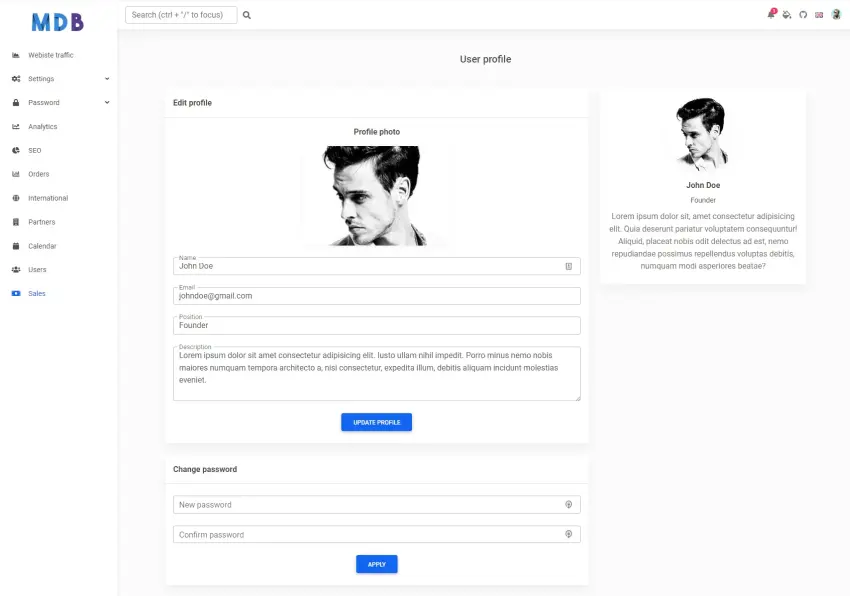 MDB
Search (ctrl + "/" to focus)
1
Webiste traffic
Settings
Password
Analytics
SEO
Orders
International
Partners
Calendar
Users
Sales
User profile
Edit profile
Profile photo
Name
John Doe
Email
johndoe@gmail.com
Position
Founder
Description
Lorem ipsum dolor sit amet consectetur adipisicing elit. Iusto ullam nihil impedit. Porro minus nemo nobis
maiores numquam tempora architecto a, nisi consectetur, expedita illum, debitis aliquam incidunt molestias
eveniet.
UPDATE PROFILE
Change password
New password
Confirm password
APPLY
John Doe
Founder
Lorem ipsum dolor sit, amet consectetur adipisicing
elit. Quia deserunt pariatur voluptatem consequuntur!
Aliquid, placeat nobis odit delectus ad est, nemo
repudiandae possimus repellendus voluptas debitis,
numquam modi asperiores beatae?